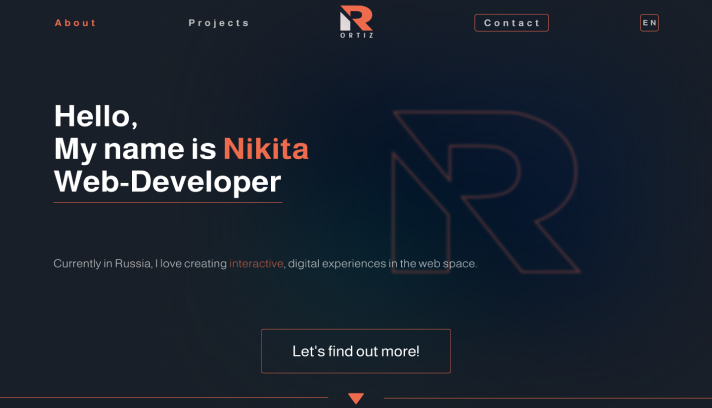 About
Projects
ORTIZ
Contact
EN
Hello,
My name is Nikita
Web-Developer
Currently in Russia, I love creating interactive, digital experiences in the web space.
Let's find out more!